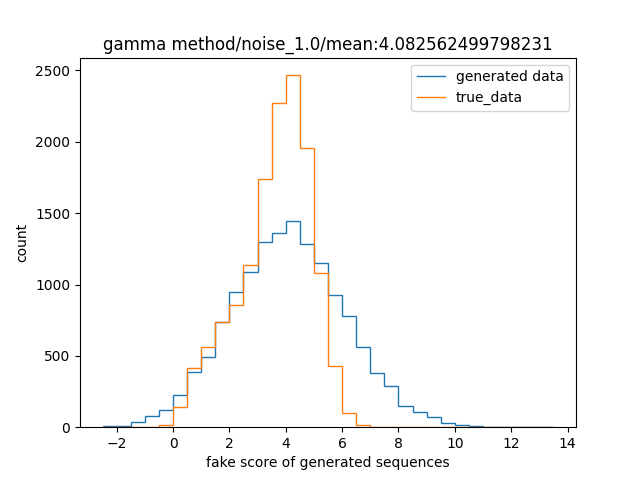 gamma method/noise_1.0/mean:4.082562499798231
generated data
true_data
2500
2000
1500
1000
500
0
count
−2 0 2 4 6 8 10 12 14
fake score of generated sequences